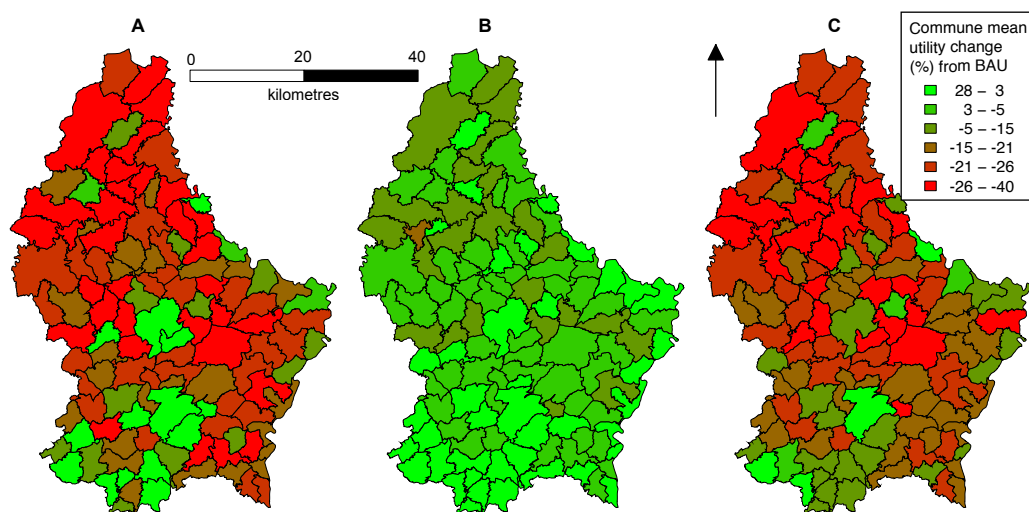 A
B
C
0
20
40
kilometres
Commune mean
utility change
(%) from BAU
28 – 3
3 – -5
-5 – -15
-15 – -21
-21 – -26
-26 – -40